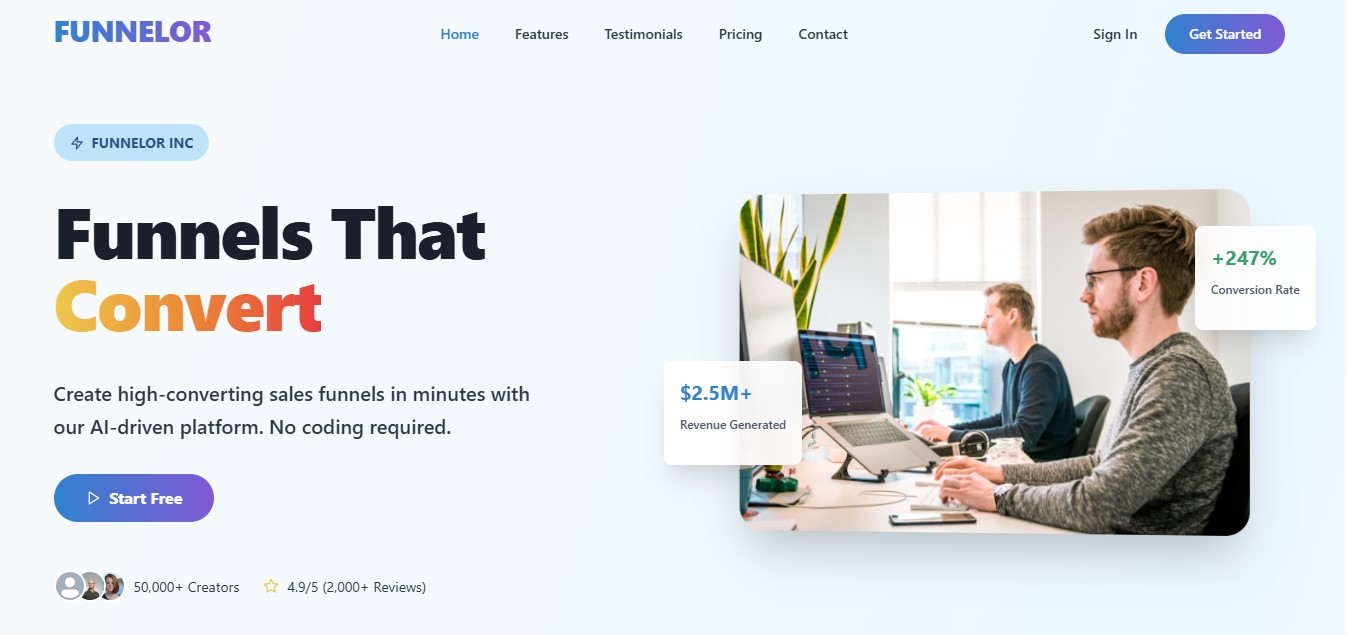 FUNNELOR
Home Features Testimonials Pricing Contact
Sign In Get Started
FUNNELOR INC
Funnels That
Convert
Create high-converting sales funnels in minutes with
our AI-driven platform. No coding required.
Start Free
50,000+ Creators 4.9/5 (2,000+ Reviews)
+247%
Conversion Rate
$2.5M+
Revenue Generated